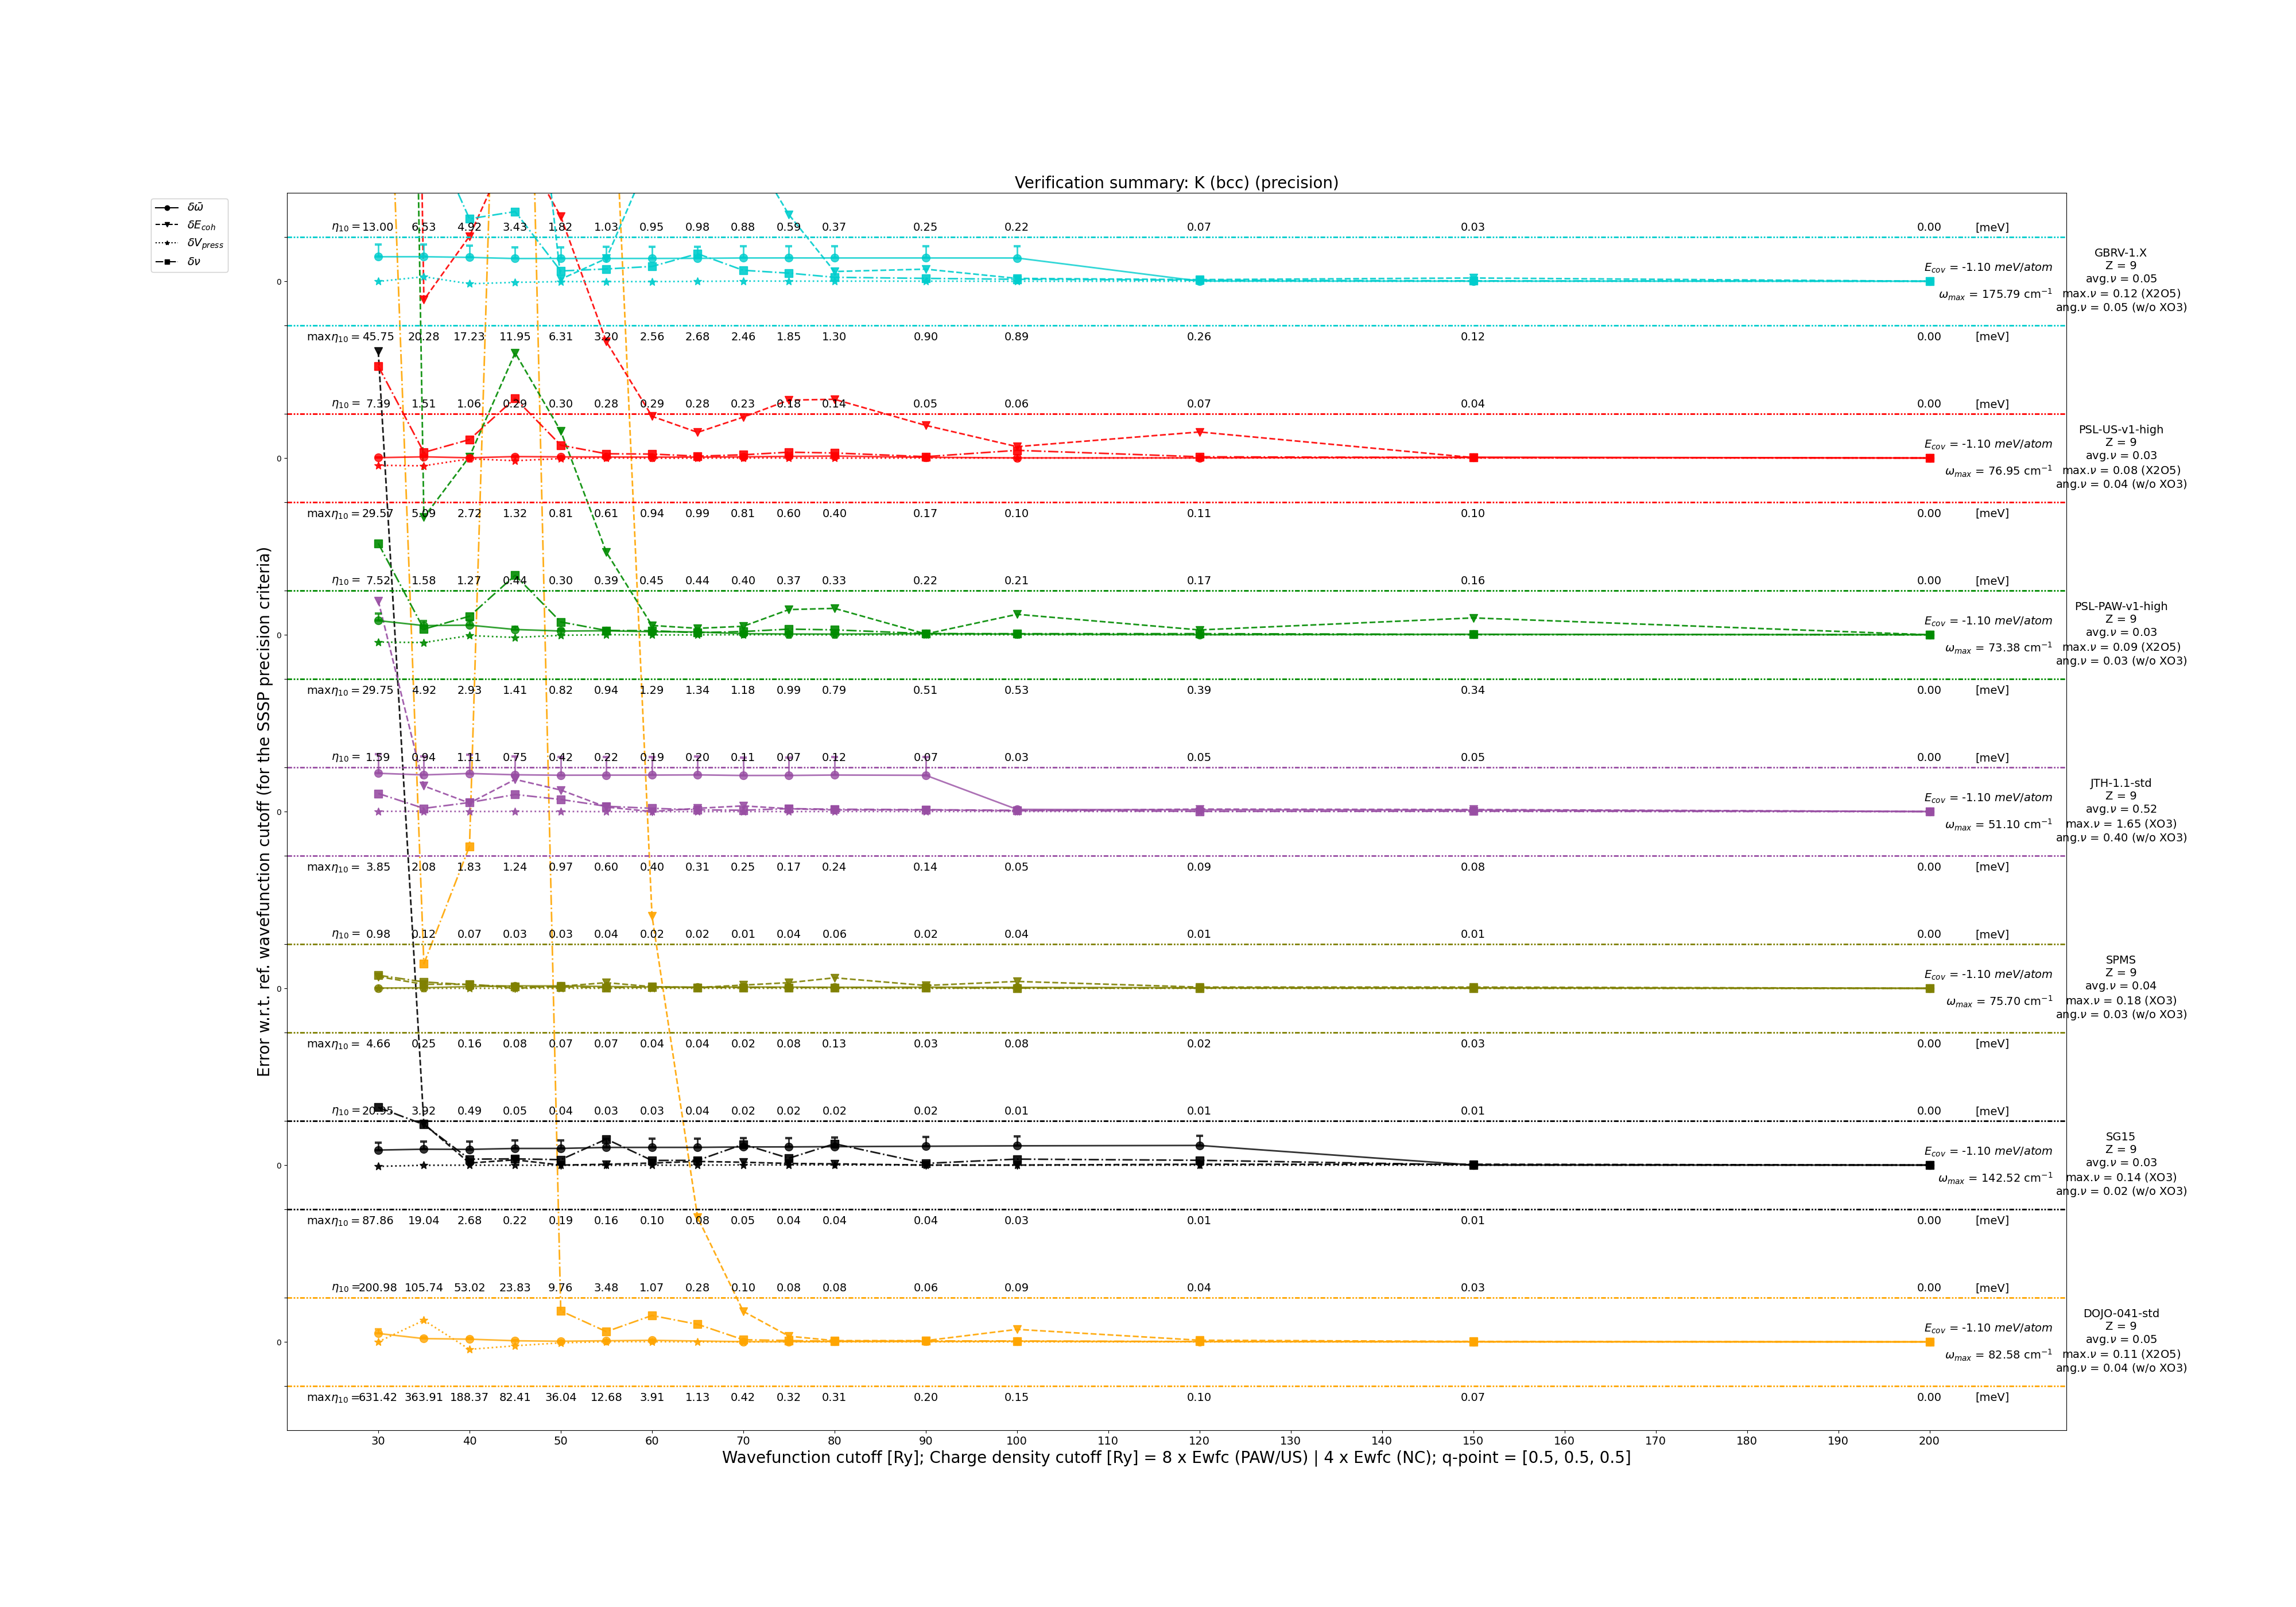 Verification summary: K (bcc) (precision)
δω̄
δE_coh
δV_press
δν
Error w.r.t. ref. wavefunction cutoff (for the SSSP precision criteria)
η₁₀ = 13.00 6.53 4.92 3.43 1.82 1.03 0.95 0.98 0.88 0.59 0.37 0.25 0.22 0.07 0.03 0.00 [meV]
0
E_cov = -1.10 meV/atom
ω_max = 175.79 cm⁻¹
maxη₁₀ = 45.75 20.28 17.23 11.95 6.31 3.20 2.56 2.68 2.46 1.85 1.30 0.90 0.89 0.26 0.12 0.00 [meV]
GBRV-1.X
Z = 9
avg.ν = 0.05
max.ν = 0.12 (X2O5)
ang.ν = 0.05 (w/o XO3)
η₁₀ = 7.39 1.51 1.06 0.29 0.30 0.28 0.29 0.28 0.23 0.18 0.14 0.05 0.06 0.07 0.04 0.00 [meV]
0
E_cov = -1.10 meV/atom
ω_max = 76.95 cm⁻¹
maxη₁₀ = 29.57 5.09 2.72 1.32 0.81 0.61 0.94 0.99 0.81 0.60 0.40 0.17 0.10 0.11 0.10 0.00 [meV]
PSL-US-v1-high
Z = 9
avg.ν = 0.03
max.ν = 0.08 (X2O5)
ang.ν = 0.04 (w/o XO3)
η₁₀ = 7.52 1.58 1.27 0.44 0.30 0.39 0.45 0.44 0.40 0.37 0.33 0.22 0.21 0.17 0.16 0.00 [meV]
0
E_cov = -1.10 meV/atom
ω_max = 73.38 cm⁻¹
maxη₁₀ = 29.75 4.92 2.93 1.41 0.82 0.94 1.29 1.34 1.18 0.99 0.79 0.51 0.53 0.39 0.34 0.00 [meV]
PSL-PAW-v1-high
Z = 9
avg.ν = 0.03
max.ν = 0.09 (X2O5)
ang.ν = 0.03 (w/o XO3)
η₁₀ = 1.59 0.94 1.11 0.75 0.42 0.22 0.19 0.20 0.11 0.07 0.12 0.07 0.03 0.05 0.05 0.00 [meV]
0
E_cov = -1.10 meV/atom
ω_max = 51.10 cm⁻¹
maxη₁₀ = 3.85 2.08 1.83 1.24 0.97 0.60 0.40 0.31 0.25 0.17 0.24 0.14 0.05 0.09 0.08 0.00 [meV]
JTH-1.1-std
Z = 9
avg.ν = 0.52
max.ν = 1.65 (XO3)
ang.ν = 0.40 (w/o XO3)
η₁₀ = 0.98 0.12 0.07 0.03 0.03 0.04 0.02 0.02 0.01 0.04 0.06 0.02 0.04 0.01 0.01 0.00 [meV]
0
E_cov = -1.10 meV/atom
ω_max = 75.70 cm⁻¹
maxη₁₀ = 4.66 0.25 0.16 0.08 0.07 0.07 0.04 0.04 0.02 0.08 0.13 0.03 0.08 0.02 0.03 0.00 [meV]
SPMS
Z = 9
avg.ν = 0.04
max.ν = 0.18 (XO3)
ang.ν = 0.03 (w/o XO3)
η₁₀ = 20.95 3.92 0.49 0.05 0.04 0.03 0.03 0.04 0.02 0.02 0.02 0.02 0.01 0.01 0.01 0.00 [meV]
0
E_cov = -1.10 meV/atom
ω_max = 142.52 cm⁻¹
maxη₁₀ = 87.86 19.04 2.68 0.22 0.19 0.16 0.10 0.08 0.05 0.04 0.04 0.04 0.03 0.01 0.01 0.00 [meV]
SG15
Z = 9
avg.ν = 0.03
max.ν = 0.14 (XO3)
ang.ν = 0.02 (w/o XO3)
η₁₀ = 200.98 105.74 53.02 23.83 9.76 3.48 1.07 0.28 0.10 0.08 0.08 0.06 0.09 0.04 0.03 0.00 [meV]
0
E_cov = -1.10 meV/atom
ω_max = 82.58 cm⁻¹
maxη₁₀ = 631.42 363.91 188.37 82.41 36.04 12.68 3.91 1.13 0.42 0.32 0.31 0.20 0.15 0.10 0.07 0.00 [meV]
DOJO-041-std
Z = 9
avg.ν = 0.05
max.ν = 0.11 (X2O5)
ang.ν = 0.04 (w/o XO3)
30 40 50 60 70 80 90 100 110 120 130 140 150 160 170 180 190 200
Wavefunction cutoff [Ry]; Charge density cutoff [Ry] = 8 x Ewfc (PAW/US) | 4 x Ewfc (NC); q-point = [0.5, 0.5, 0.5]